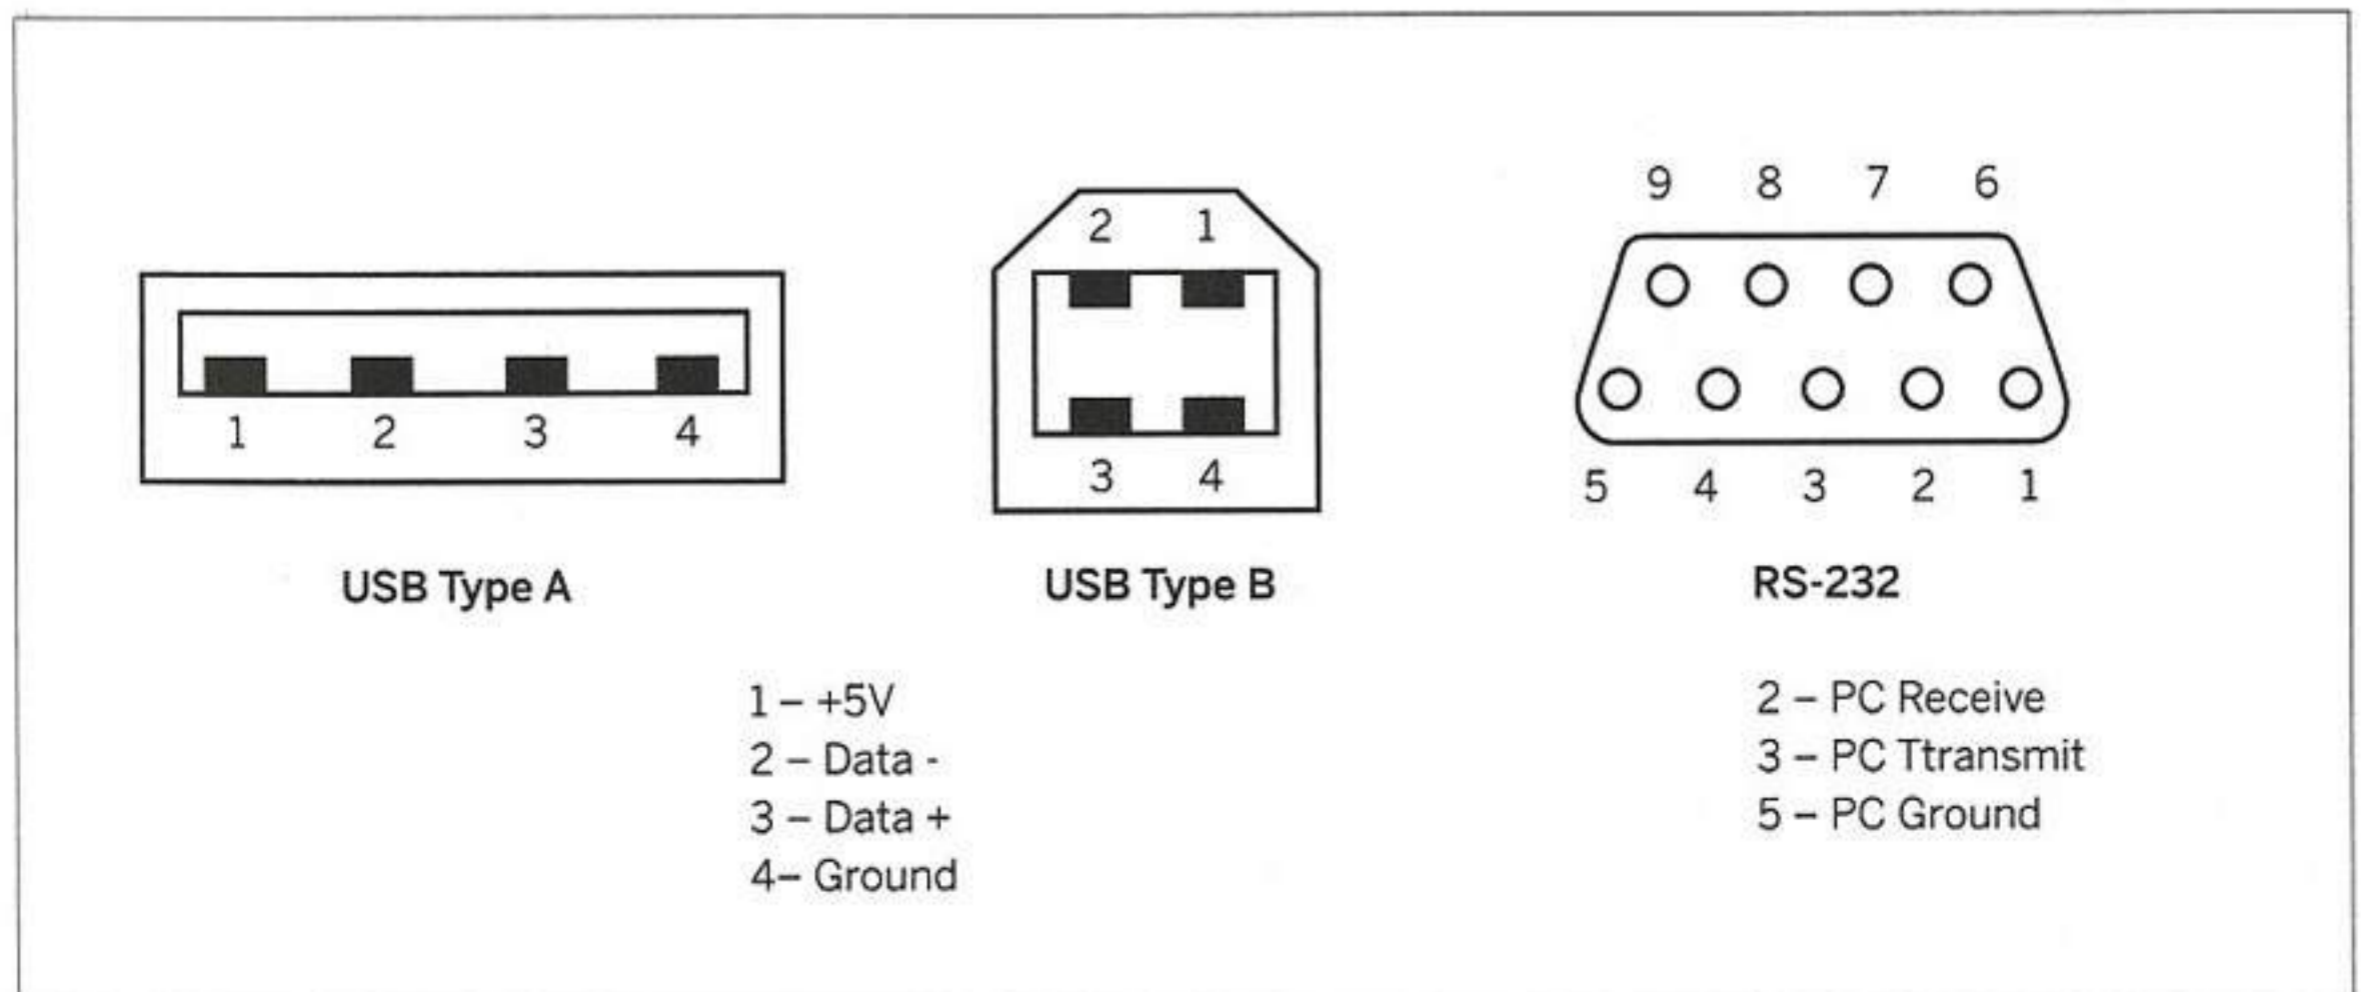 9 8 7 6
2 1
1 2 3 4
3 4
5 4 3 2 1
USB Type A
USB Type B
RS-232
1 – +5V
2 – Data -
3 – Data +
4– Ground
2 – PC Receive
3 – PC Ttransmit
5 – PC Ground